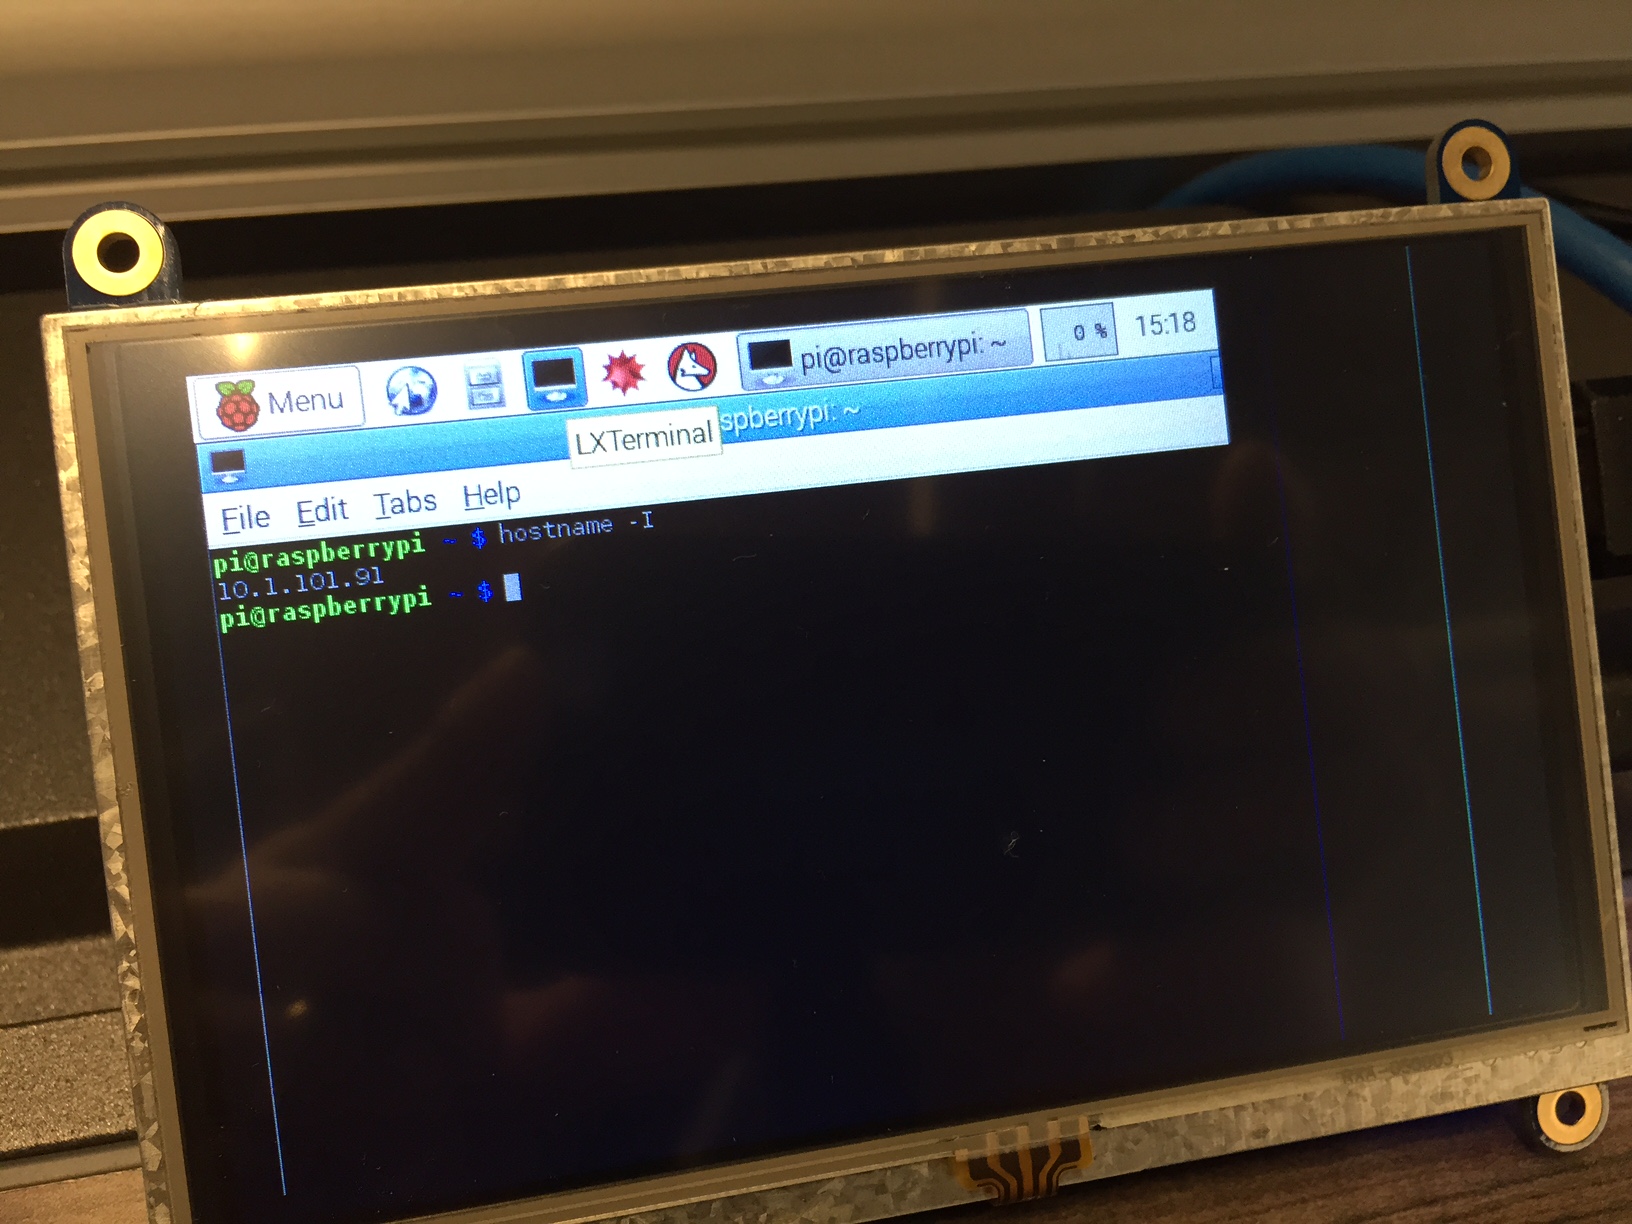 Menu
pi@raspberrypi: ~
0 %
15:18
spberrypi: ~
LXTerminal
File Edit Tabs Help
pi@raspberrypi ~ $ hostname -I
10.1.101.91
pi@raspberrypi ~ $